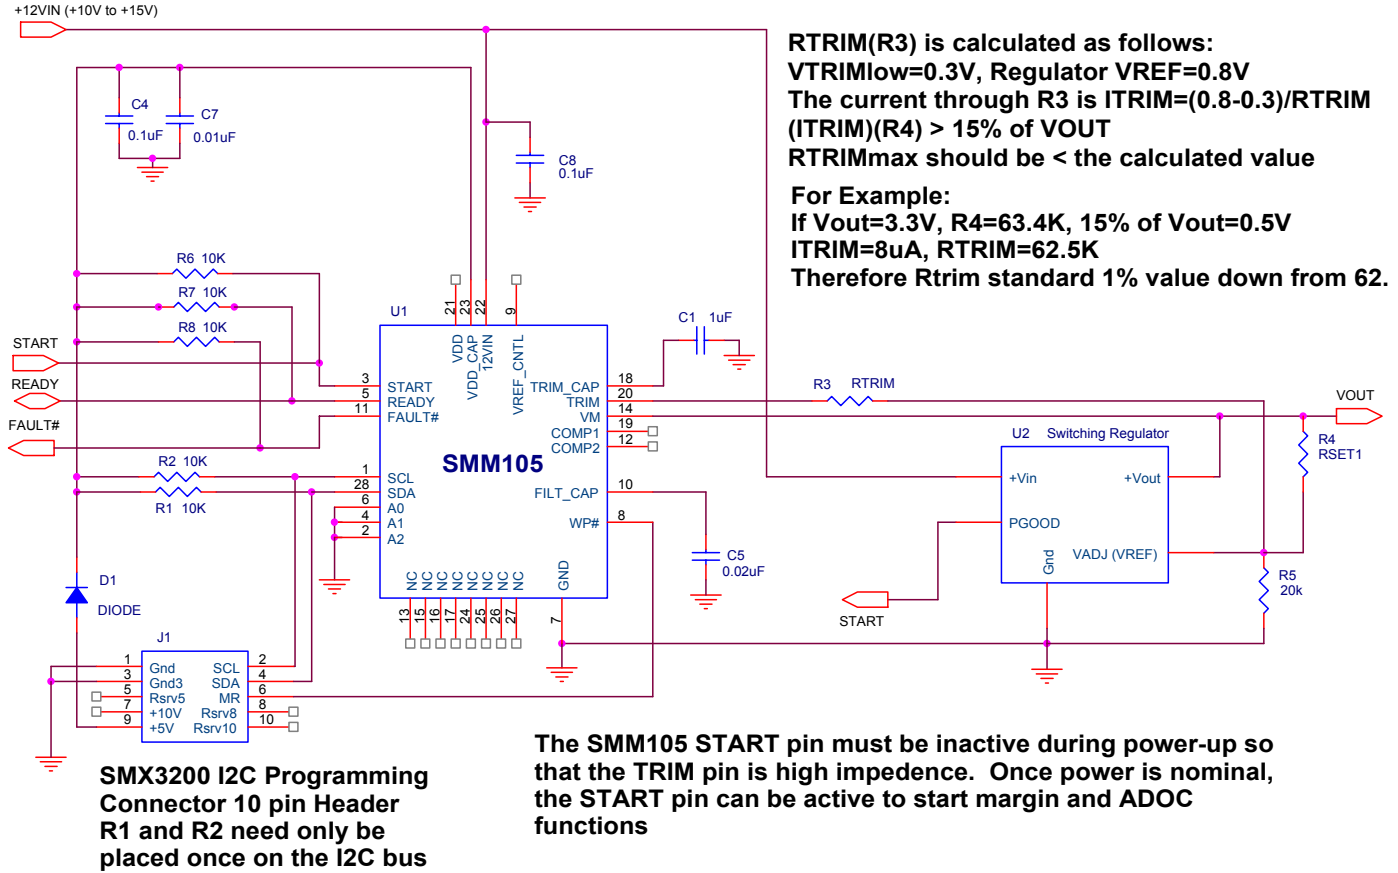 +12VIN (+10V to +15V)
RTRIM(R3) is calculated as follows:
VTRIMlow=0.3V, Regulator VREF=0.8V
The current through R3 is ITRIM=(0.8-0.3)/RTRIM
(ITRIM)(R4) > 15% of VOUT
RTRIMmax should be < the calculated value
For Example:
If Vout=3.3V, R4=63.4K, 15% of Vout=0.5V
ITRIM=8uA, RTRIM=62.5K
Therefore Rtrim standard 1% value down from 62.
C4
0.1uF
C7
0.01uF
C8
0.1uF
R6 10K
R7 10K
R8 10K
START
READY
FAULT#
U1
21
23
22
9
VDD
VDD_CAP
12VIN
VREF_CNTL
3
5
11
START
READY
FAULT#
1
28
6
4
2
SCL
SDA
A0
A1
A2
SMM105
TRIM_CAP
TRIM
VM
COMP1
COMP2
FILT_CAP
WP#
18
20
14
19
12
10
8
NC
NC
NC
NC
NC
NC
NC
NC
GND
13
15
16
17
24
25
26
27
7
C1 1uF
R3 RTRIM
VOUT
R4
RSET1
U2 Switching Regulator
+Vin
+Vout
PGOOD
VADJ (VREF)
Gnd
C5
0.02uF
R5
20k
START
R2 10K
R1 10K
D1
DIODE
J1
1
3
5
7
9
Gnd
Gnd3
Rsrv5
+10V
+5V
SCL
SDA
MR
Rsrv8
Rsrv10
2
4
6
8
10
SMX3200 I2C Programming
Connector 10 pin Header
R1 and R2 need only be
placed once on the I2C bus
The SMM105 START pin must be inactive during power-up so
that the TRIM pin is high impedence. Once power is nominal,
the START pin can be active to start margin and ADOC
functions